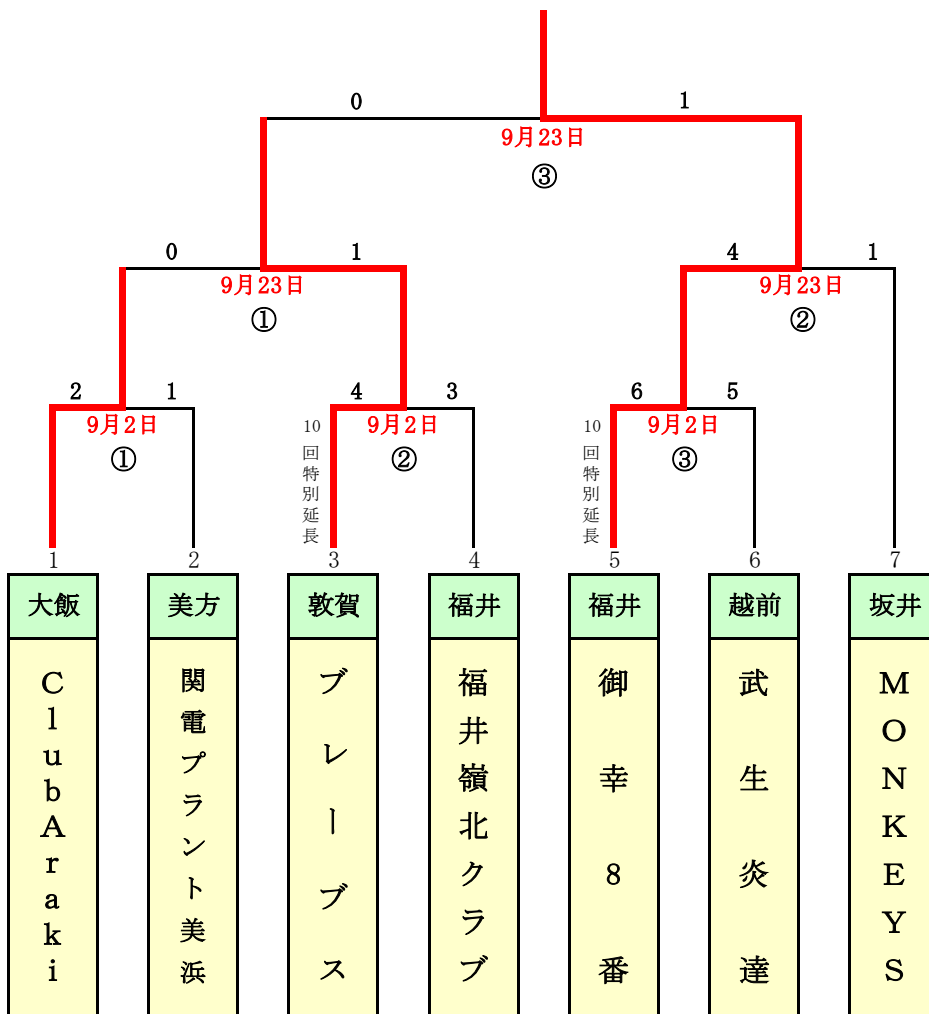 0 1
9月23日
③
0 1 4 1
9月23日 9月23日
① ②
2 1 4 3 6 5
9月2日 9月2日 9月2日
① ② ③
10回特別延長
10回特別延長
1 2 3 4 5 6 7
大飯 美方 敦賀 福井 福井 越前 坂井
ClubAraki
関電プラント美浜
ブレーブス
福井嶺北クラブ
御幸8番
武生炎達
MONKEYS